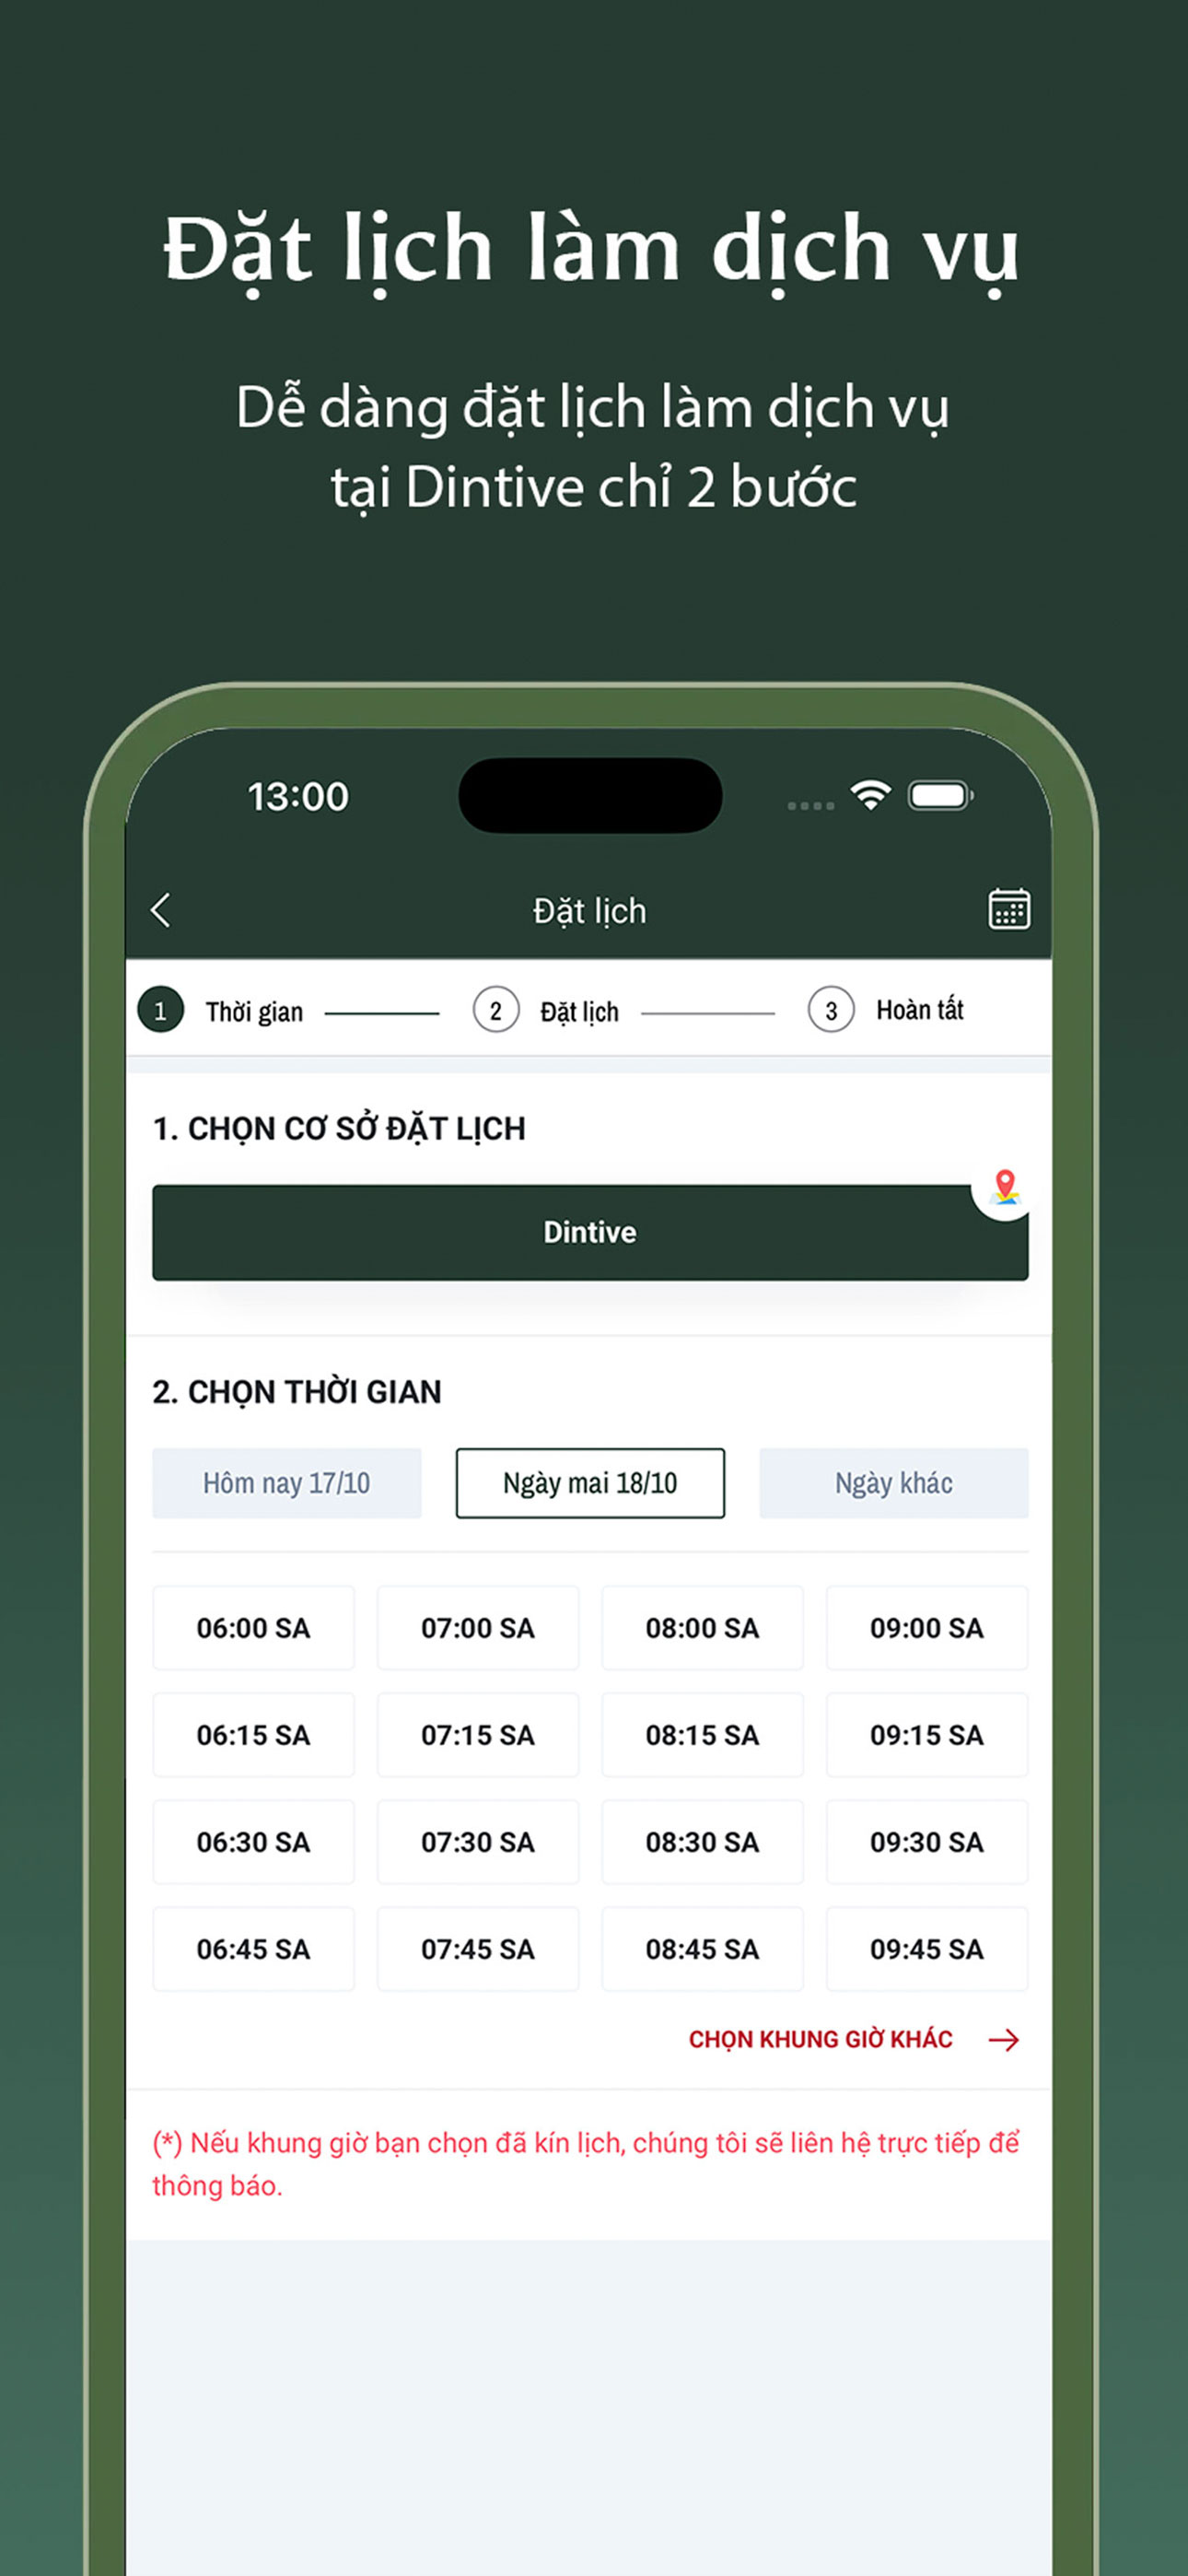 Đặt lịch làm dịch vụ
Dễ dàng đặt lịch làm dịch vụ
tại Dintive chỉ 2 bước
13:00
Đặt lịch
1 Thời gian 2 Đặt lịch 3 Hoàn tất
1. CHỌN CƠ SỞ ĐẶT LỊCH
Dintive
2. CHỌN THỜI GIAN
Hôm nay 17/10 Ngày mai 18/10 Ngày khác
06:00 SA 07:00 SA 08:00 SA 09:00 SA
06:15 SA 07:15 SA 08:15 SA 09:15 SA
06:30 SA 07:30 SA 08:30 SA 09:30 SA
06:45 SA 07:45 SA 08:45 SA 09:45 SA
CHỌN KHUNG GIỜ KHÁC
(*) Nếu khung giờ bạn chọn đã kín lịch, chúng tôi sẽ liên hệ trực tiếp để
thông báo.